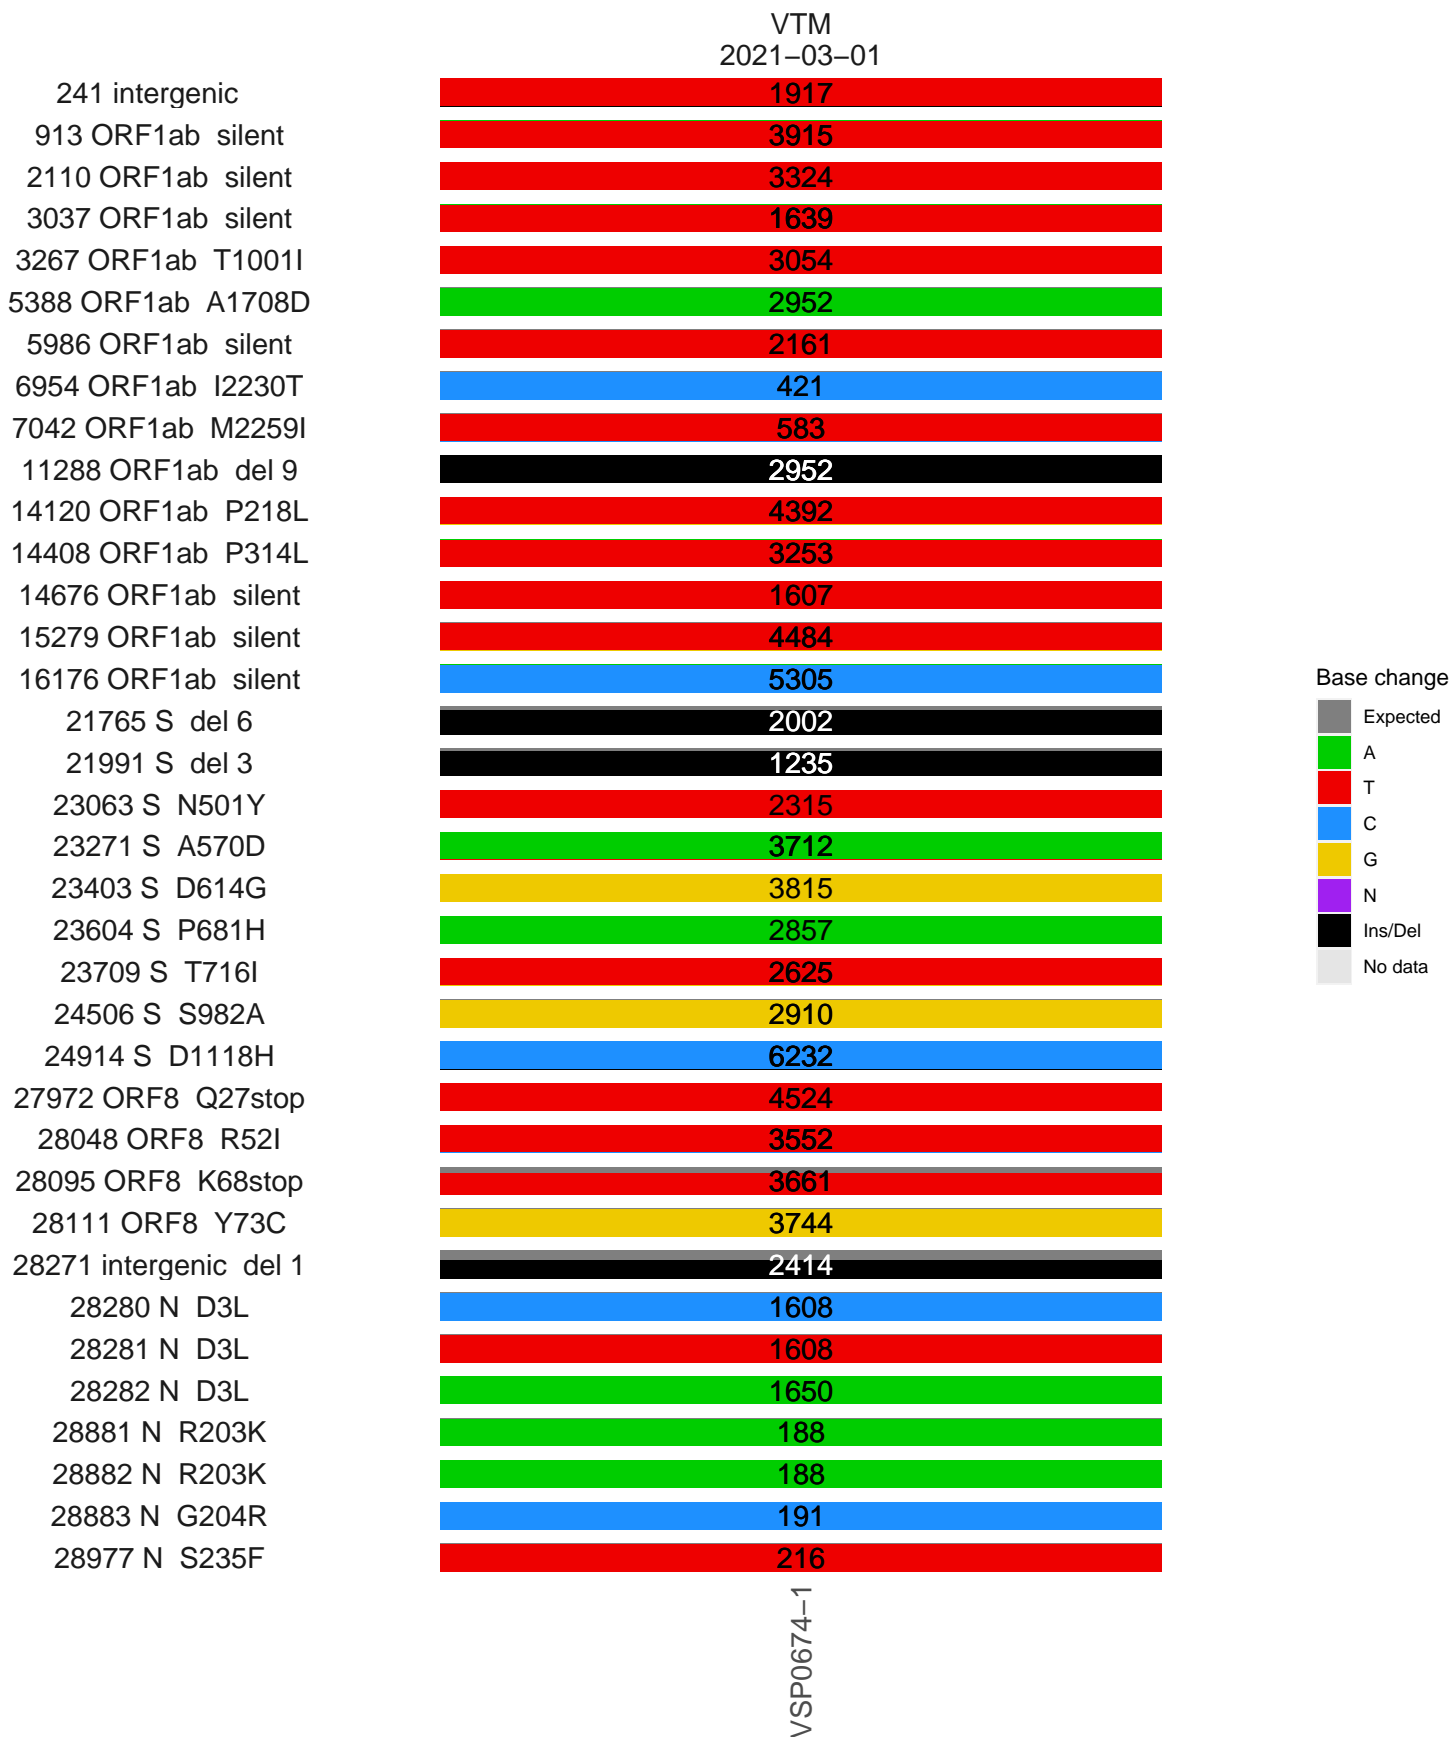 VTM
2021−03−01
241 intergenic 1917
913 ORF1ab silent 3915
2110 ORF1ab silent 3324
3037 ORF1ab silent 1639
3267 ORF1ab T1001I 3054
5388 ORF1ab A1708D 2952
5986 ORF1ab silent 2161
6954 ORF1ab I2230T 421
7042 ORF1ab M2259I 583
11288 ORF1ab del 9 2952
14120 ORF1ab P218L 4392
14408 ORF1ab P314L 3253
14676 ORF1ab silent 1607
15279 ORF1ab silent 4484
16176 ORF1ab silent 5305
21765 S del 6 2002
21991 S del 3 1235
23063 S N501Y 2315
23271 S A570D 3712
23403 S D614G 3815
23604 S P681H 2857
23709 S T716I 2625
24506 S S982A 2910
24914 S D1118H 6232
27972 ORF8 Q27stop 4524
28048 ORF8 R52I 3552
28095 ORF8 K68stop 3661
28111 ORF8 Y73C 3744
28271 intergenic del 1 2414
28280 N D3L 1608
28281 N D3L 1608
28282 N D3L 1650
28881 N R203K 188
28882 N R203K 188
28883 N G204R 191
28977 N S235F 216
VSP0674−1
Base change
Expected
A
T
C
G
N
Ins/Del
No data